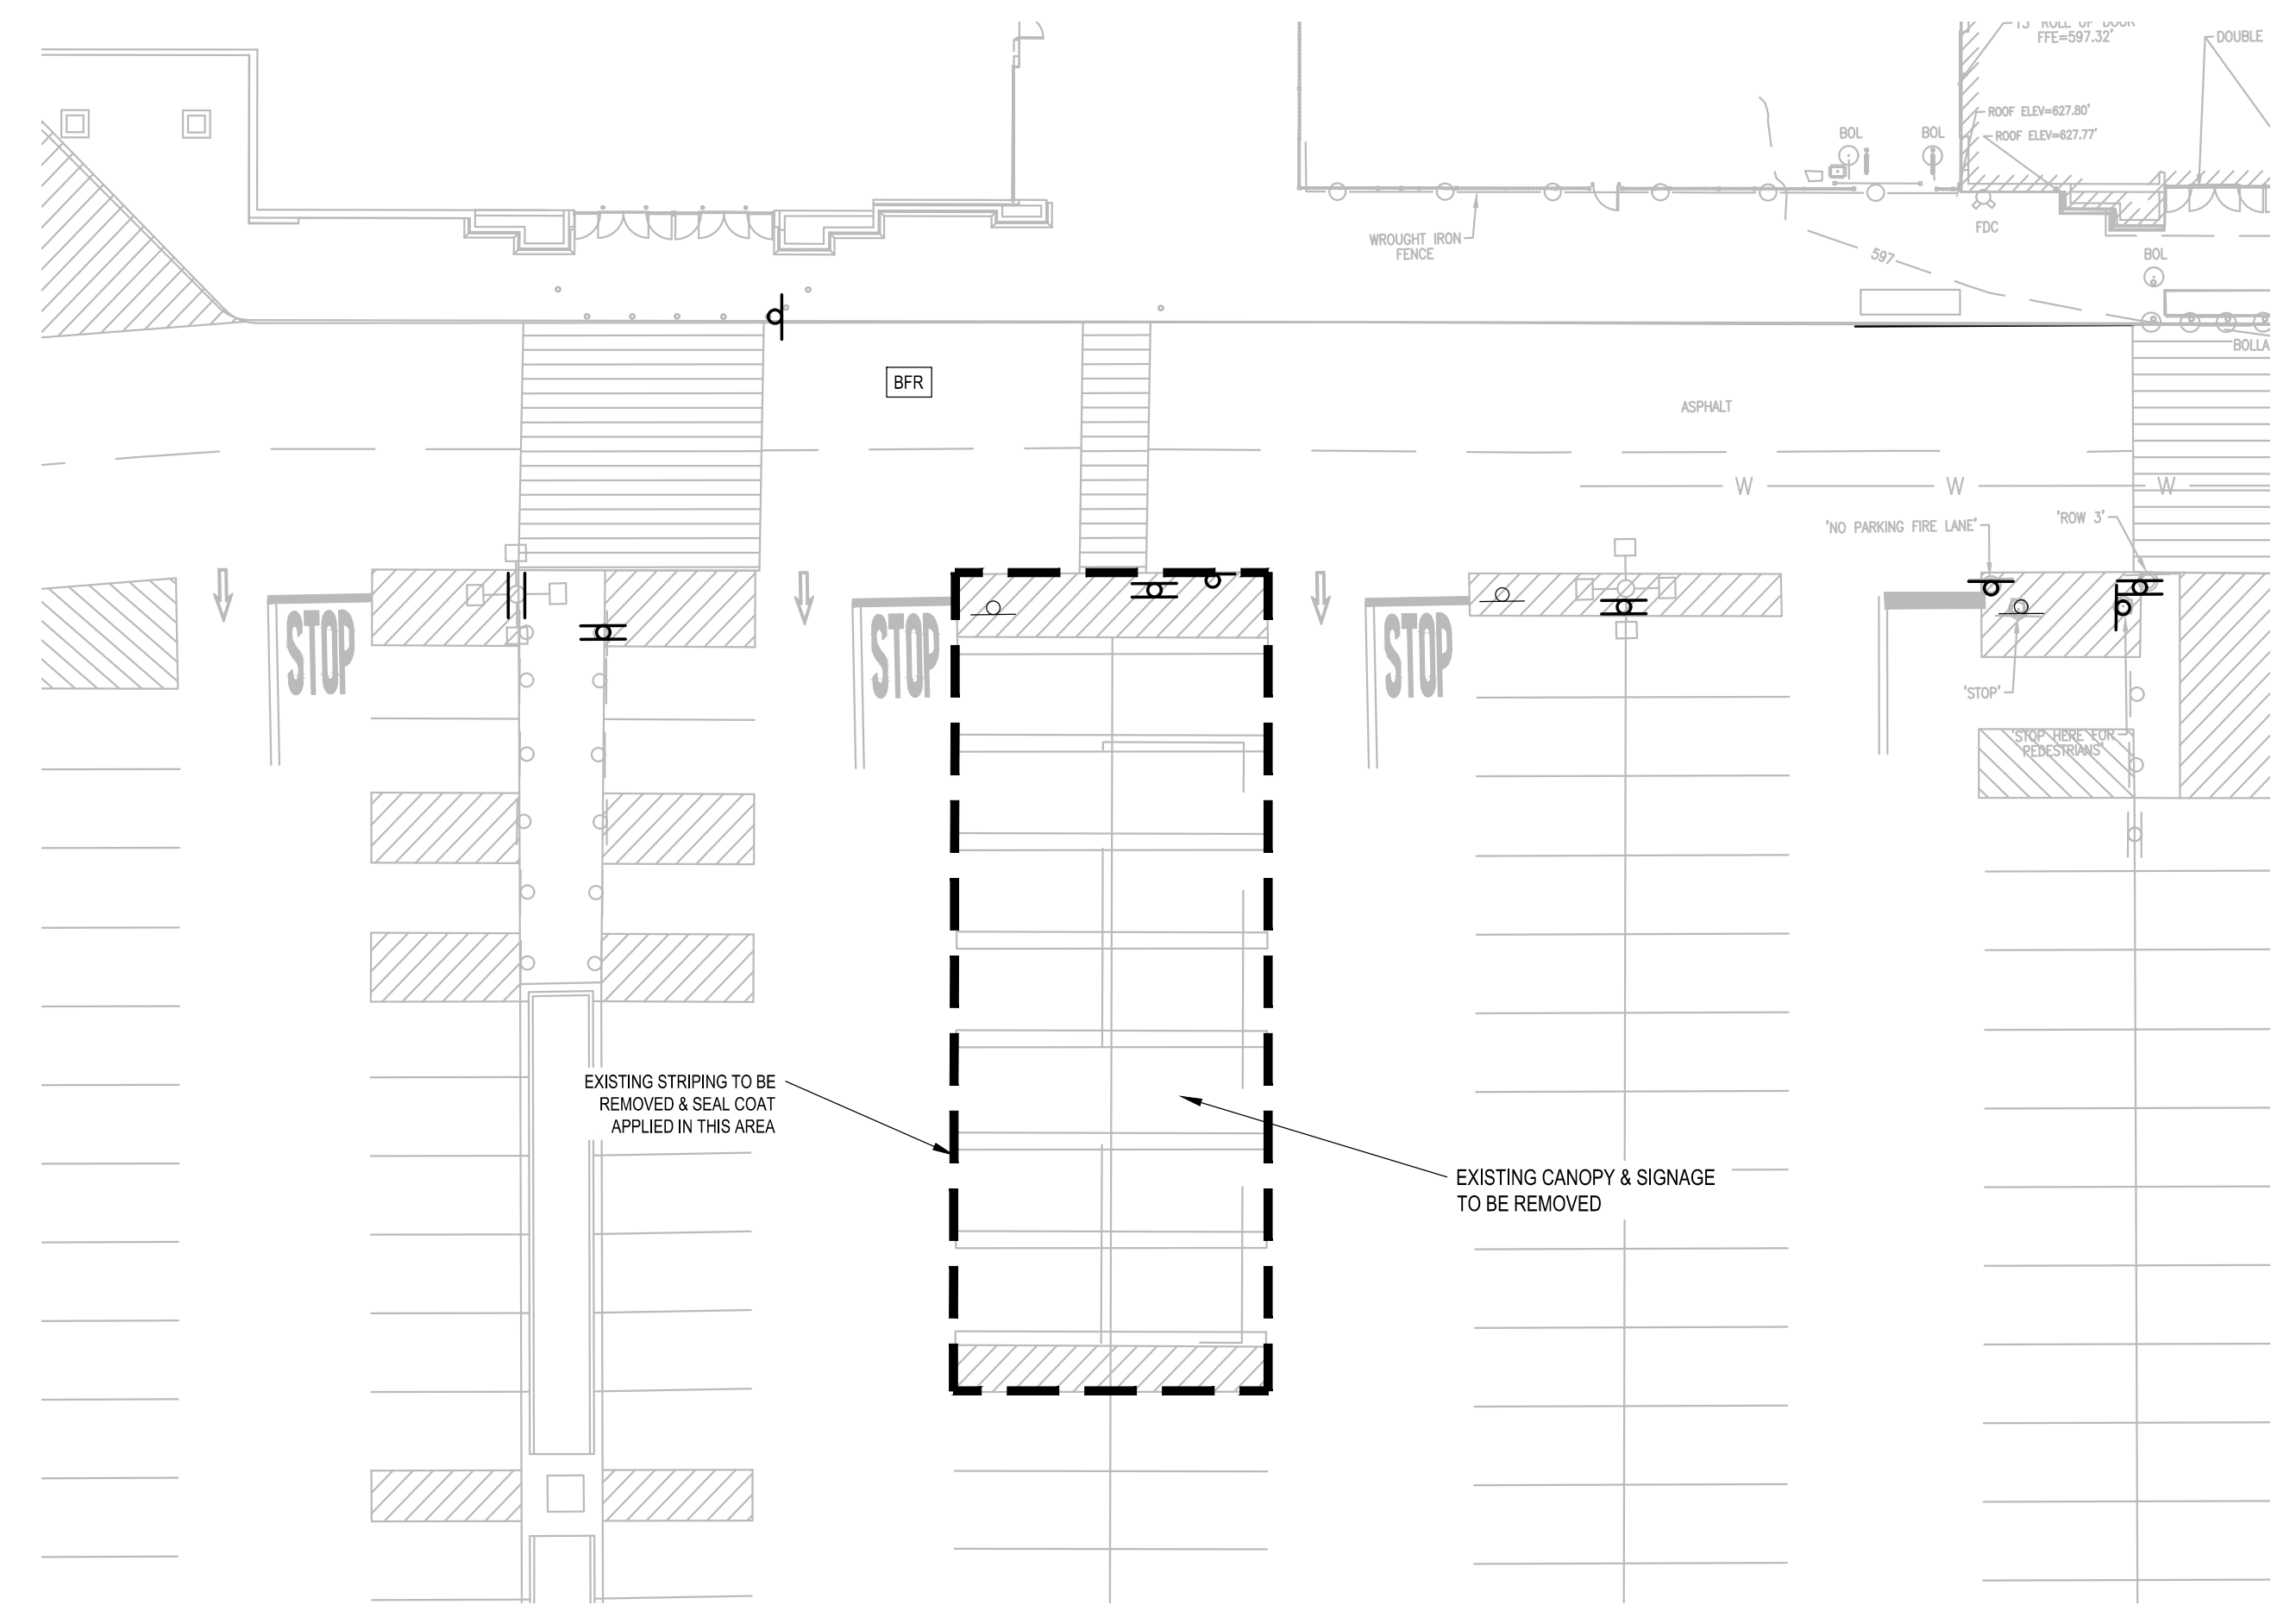 FFE=597.32'
DOUBLE
ROOF ELEV=627.80'
ROOF ELEV=627.77'
BOL
BOL
WROUGHT IRON
FENCE
FDC
597
BOL
BOLLA
BFR
ASPHALT
W
W
W
'NO PARKING FIRE LANE'
'ROW 3'
STOP
STOP
STOP
'STOP'
'STOP HERE FOR
PEDESTRIANS'
EXISTING STRIPING TO BE
REMOVED & SEAL COAT
APPLIED IN THIS AREA
EXISTING CANOPY & SIGNAGE
TO BE REMOVED